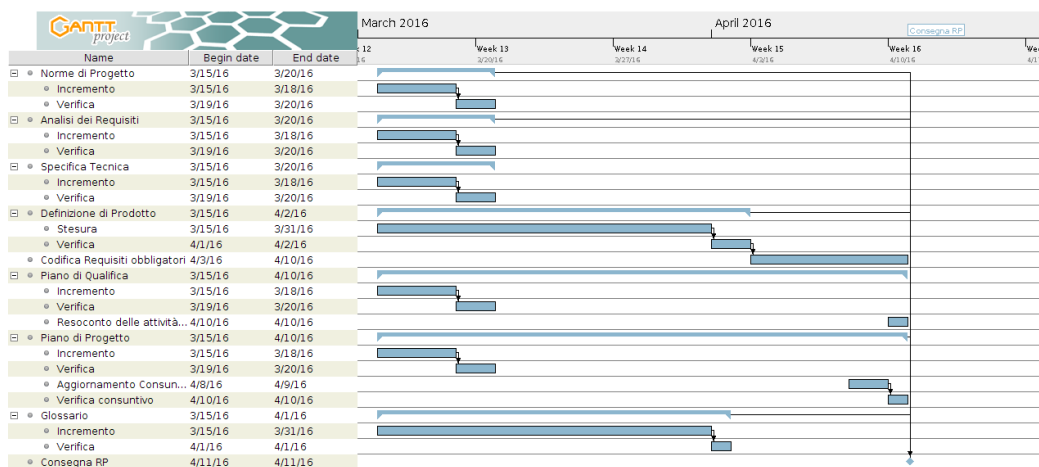 GANTT
project
March 2016
April 2016
Consegna RP
12
Week 13
Week 14
Week 15
Week 16
16
3/20/16
3/27/16
4/3/16
4/10/16
4/1
Name Begin date End date
Norme di Progetto 3/15/16 3/20/16
Incremento 3/15/16 3/18/16
Verifica 3/19/16 3/20/16
Analisi dei Requisiti 3/15/16 3/20/16
Incremento 3/15/16 3/18/16
Verifica 3/19/16 3/20/16
Specifica Tecnica 3/15/16 3/20/16
Incremento 3/15/16 3/18/16
Verifica 3/19/16 3/20/16
Definizione di Prodotto 3/15/16 4/2/16
Stesura 3/15/16 3/31/16
Verifica 4/1/16 4/2/16
Codifica Requisiti obbligatori 4/3/16 4/10/16
Piano di Qualifica 3/15/16 4/10/16
Incremento 3/15/16 3/18/16
Verifica 3/19/16 3/20/16
Resoconto delle attività... 4/10/16 4/10/16
Piano di Progetto 3/15/16 4/10/16
Incremento 3/15/16 3/18/16
Verifica 3/19/16 3/20/16
Aggiornamento Consun... 4/8/16 4/9/16
Verifica consuntivo 4/10/16 4/10/16
Glossario 3/15/16 4/1/16
Incremento 3/15/16 3/31/16
Verifica 4/1/16 4/1/16
Consegna RP 4/11/16 4/11/16